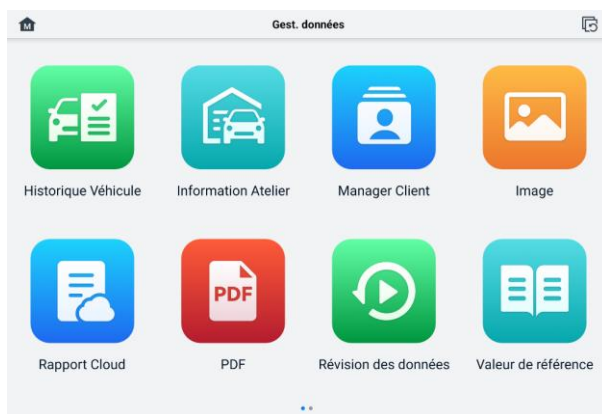 M
Gest. données
Historique Véhicule
Information Atelier
Manager Client
Image
PDF
Rapport Cloud
PDF
Révision des données
Valeur de référence